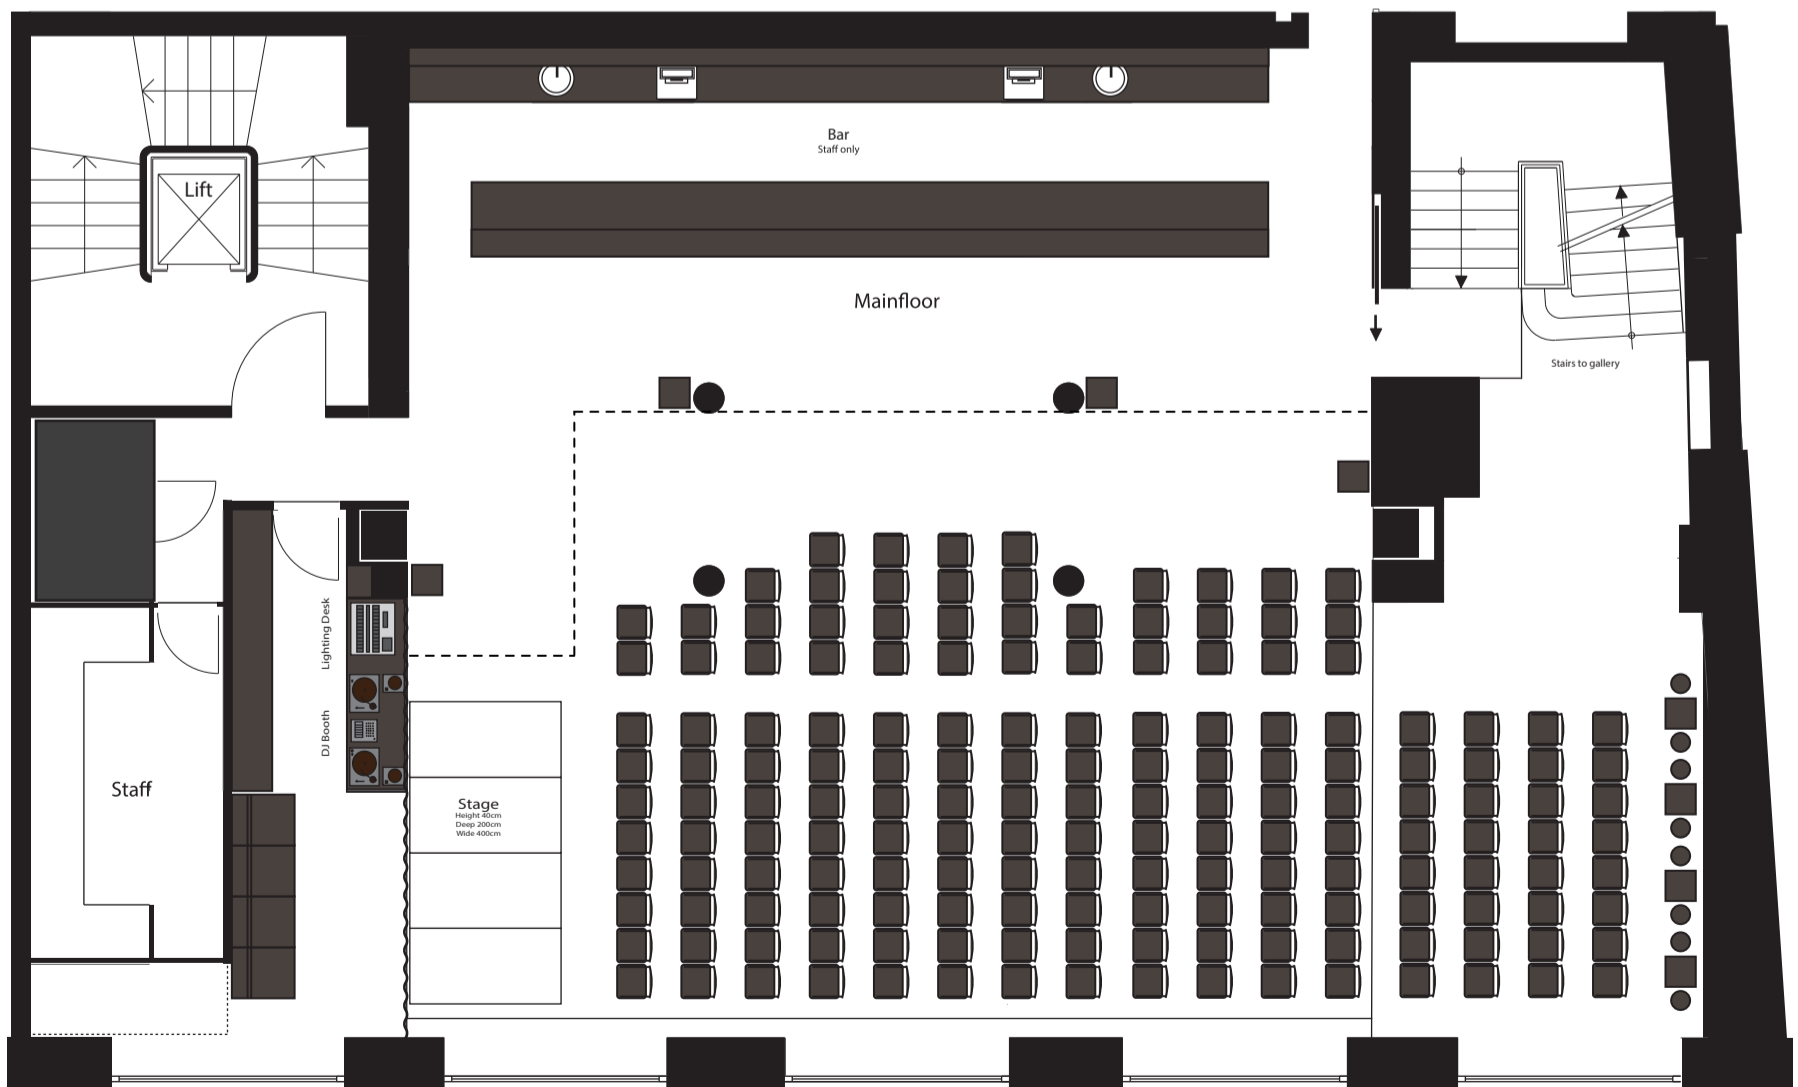 Lift
Bar
Staff only
Mainfloor
Stairs to gallery
Lighting Desk
DJ Booth
Staff
Stage
Height 40cm
Deep 200cm
Wide 400cm